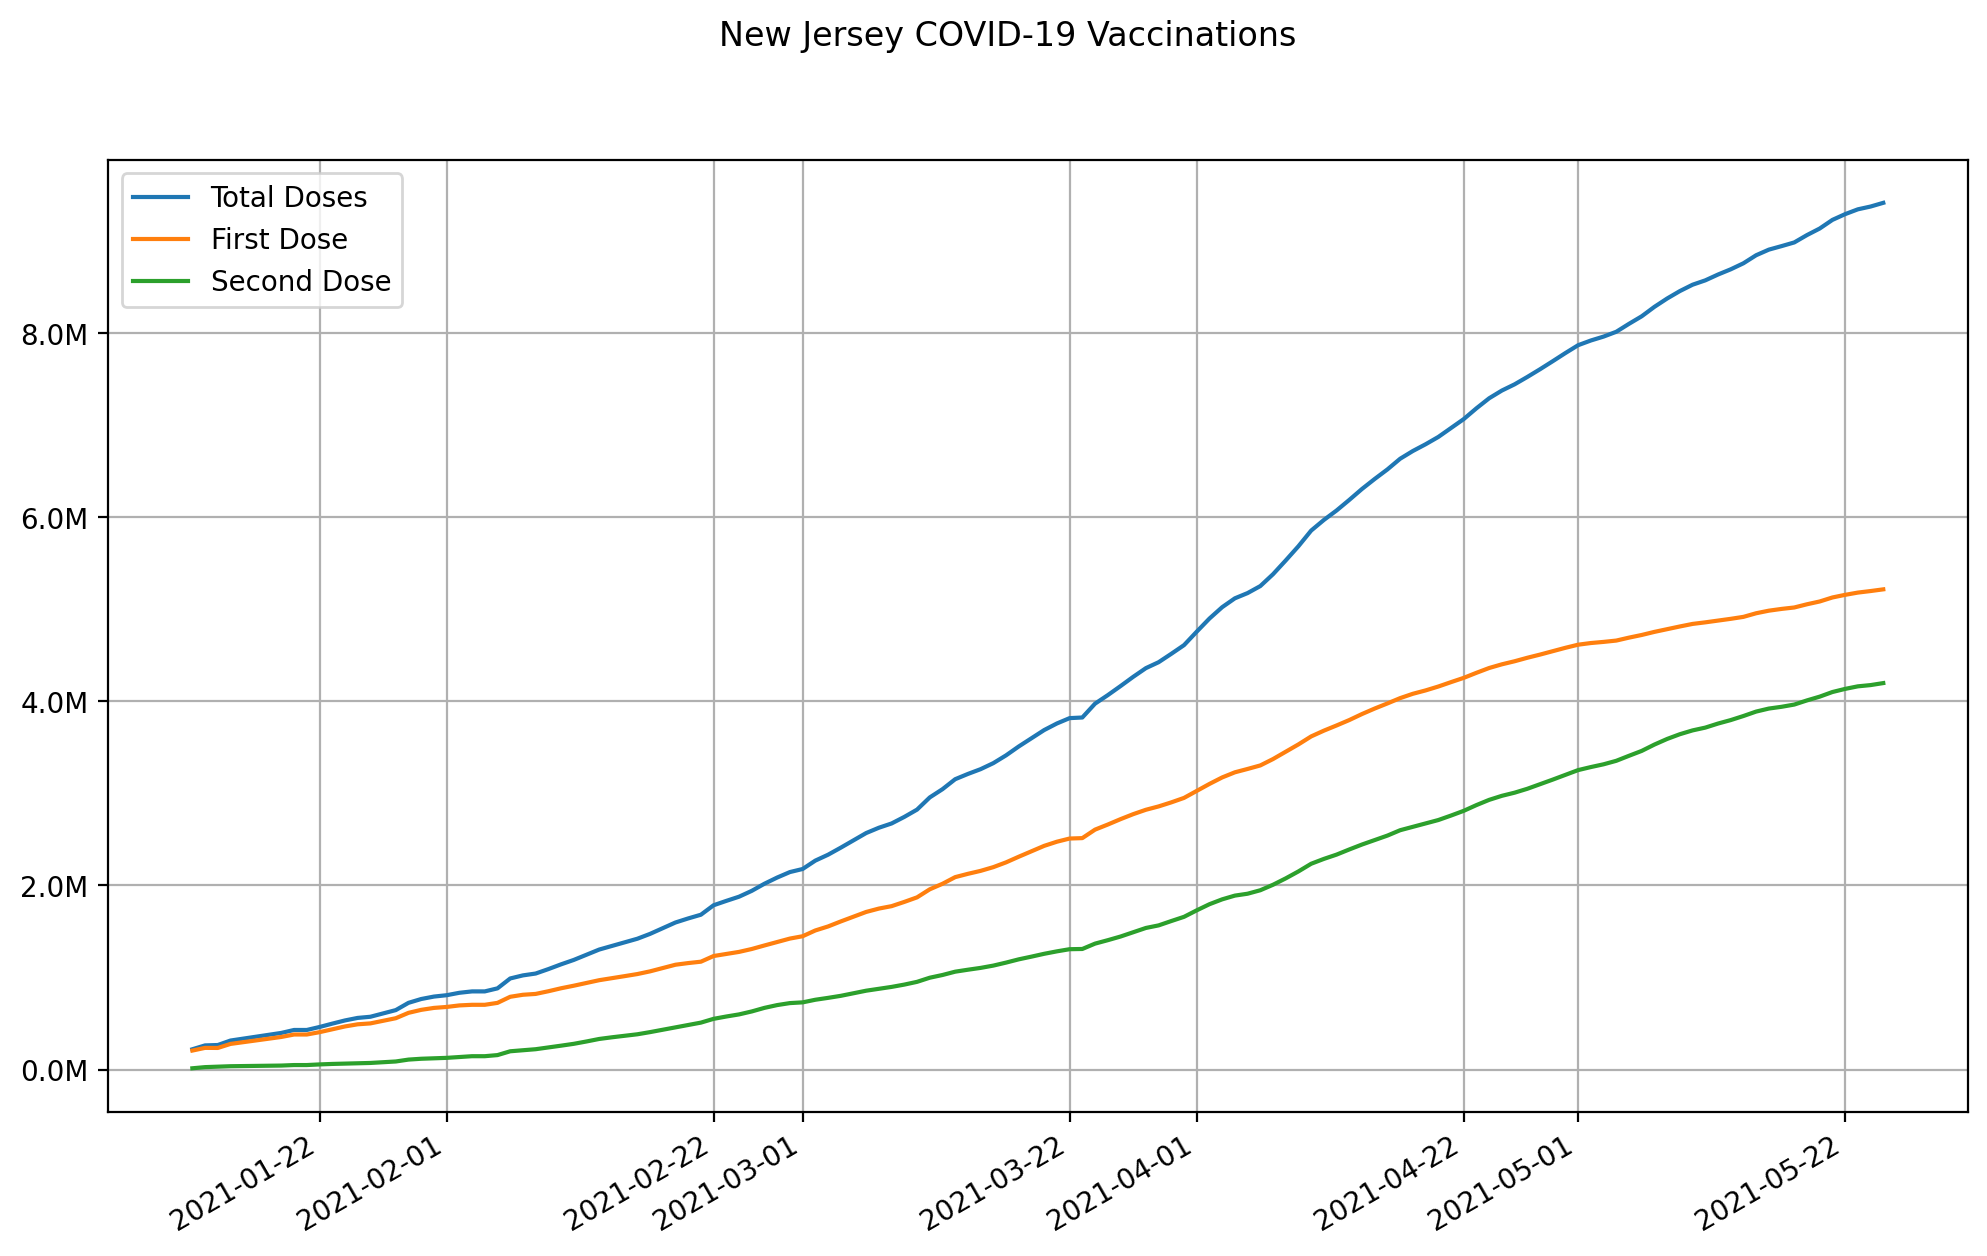 New Jersey COVID-19 Vaccinations
Total Doses
First Dose
Second Dose
8.0M
6.0M
4.0M
2.0M
0.0M
2021-01-22
2021-02-01
2021-02-22
2021-03-01
2021-03-22
2021-04-01
2021-04-22
2021-05-01
2021-05-22